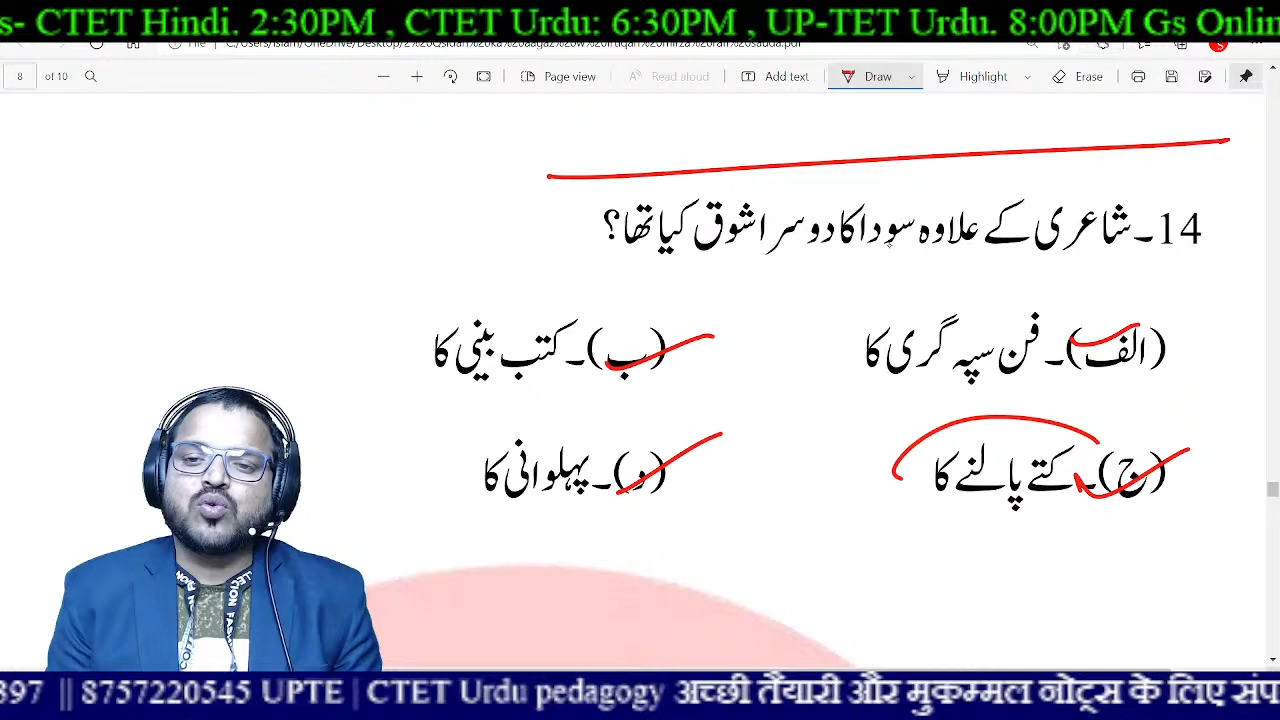 s- CTET Hindi. 2:30PM , CTET Urdu: 6:30PM , UP-TET Urdu. 8:00PM Gs Onlin
8 of 10 Page view Read aloud Add text Draw Highlight Erase
14۔شاعری کے علاوہ سودا کا دوسرا شوق کیا تھا؟
(الف)۔فن سپہ گری کا (ب)۔کتب بینی کا
(ج)۔کتے پالنے کا (د)۔پہلوانی کا
397 || 8757220545 UPTE | CTET Urdu pedagogy अच्छी तैयारी और मुकम्मल नोट्स के लिए संप